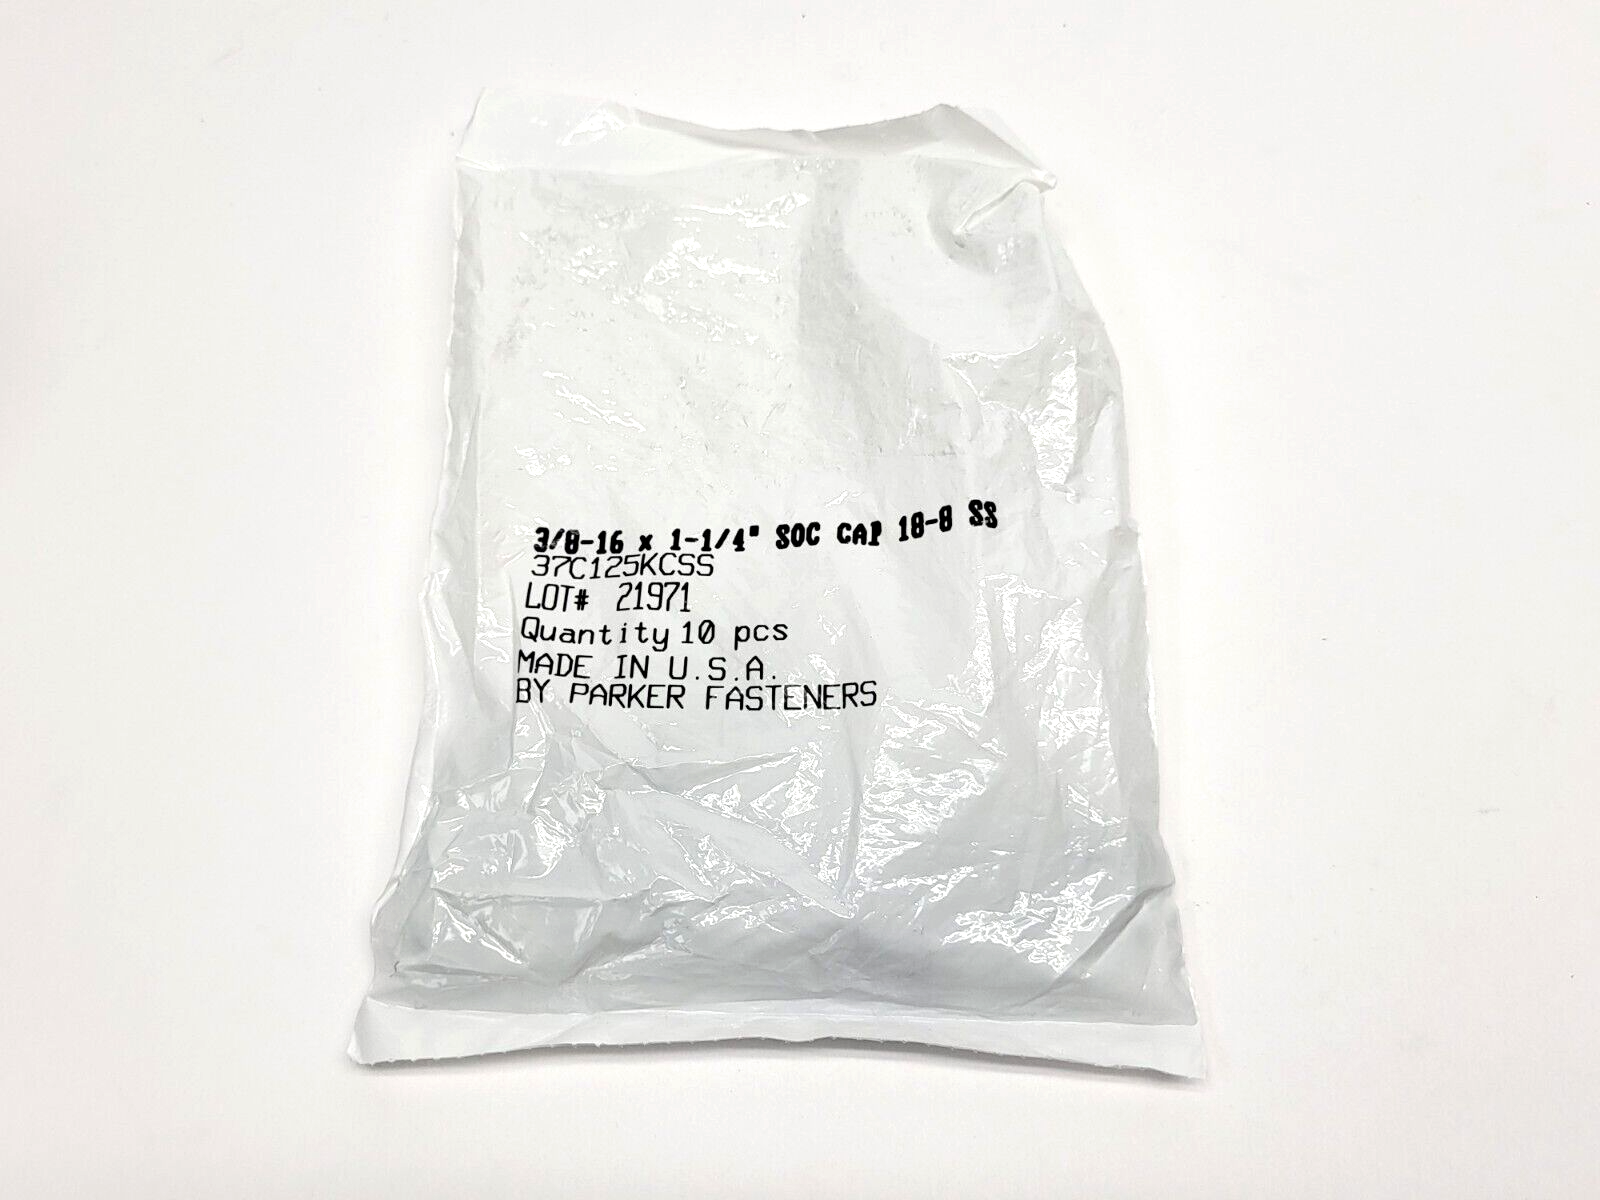 3/8-16 x 1-1/4" SOC CAP 18-8 SS
37C125KCSS
LOT# 21971
Quantity 10 pcs
MADE IN U.S.A.
BY PARKER FASTENERS